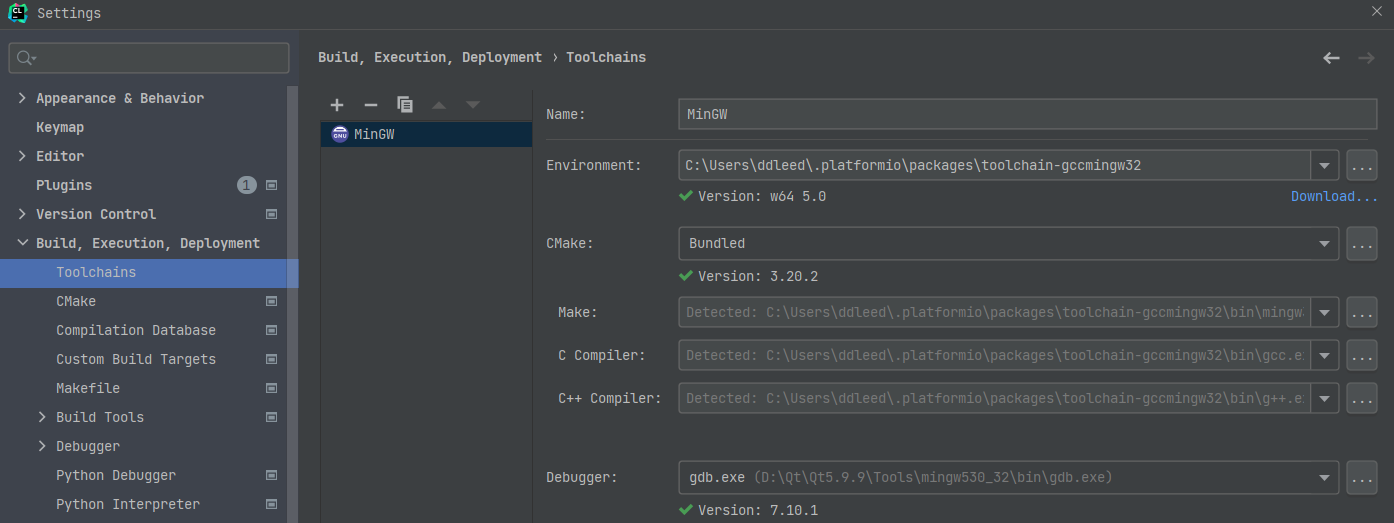 CL Settings
Build, Execution, Deployment › Toolchains
Appearance & Behavior
Keymap
Editor
Plugins 1
Version Control
Build, Execution, Deployment
Toolchains
CMake
Compilation Database
Custom Build Targets
Makefile
Build Tools
Debugger
Python Debugger
Python Interpreter
GNU MinGW
Name: MinGW
Environment: C:\Users\ddleed\.platformio\packages\toolchain-gccmingw32 ...
Version: w64 5.0 Download...
CMake: Bundled ...
Version: 3.20.2
Make: Detected: C:\Users\ddleed\.platformio\packages\toolchain-gccmingw32\bin\mingw ...
C Compiler: Detected: C:\Users\ddleed\.platformio\packages\toolchain-gccmingw32\bin\gcc.e ...
C++ Compiler: Detected: C:\Users\ddleed\.platformio\packages\toolchain-gccmingw32\bin\g++.e ...
Debugger: gdb.exe (D:\Qt\Qt5.9.9\Tools\mingw530_32\bin\gdb.exe) ...
Version: 7.10.1